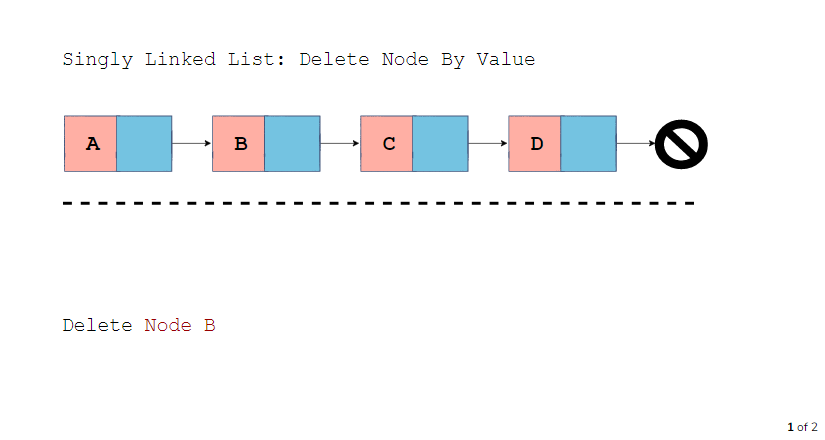 Singly Linked List: Delete Node By Value
A B C D
Delete Node B
1 of 2